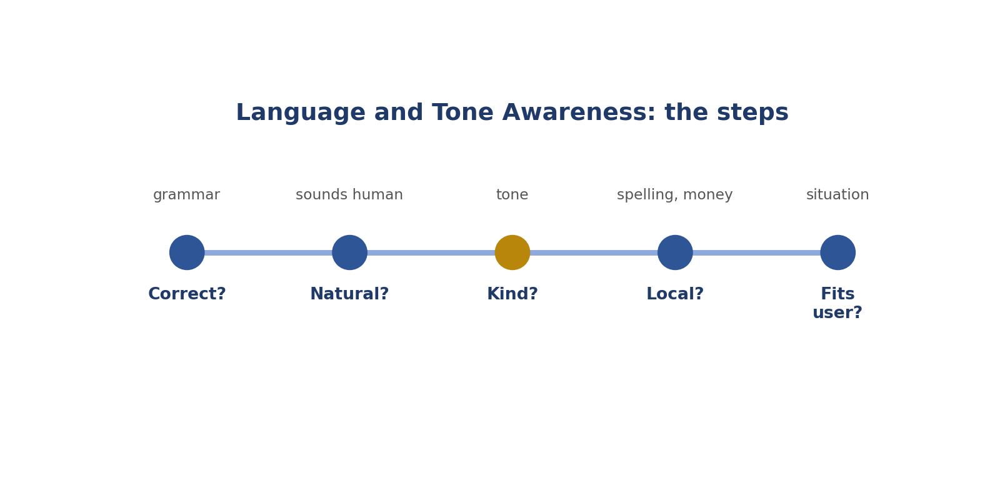 Language and Tone Awareness: the steps
grammar
sounds human
tone
spelling, money
situation
Correct?
Natural?
Kind?
Local?
Fits
user?